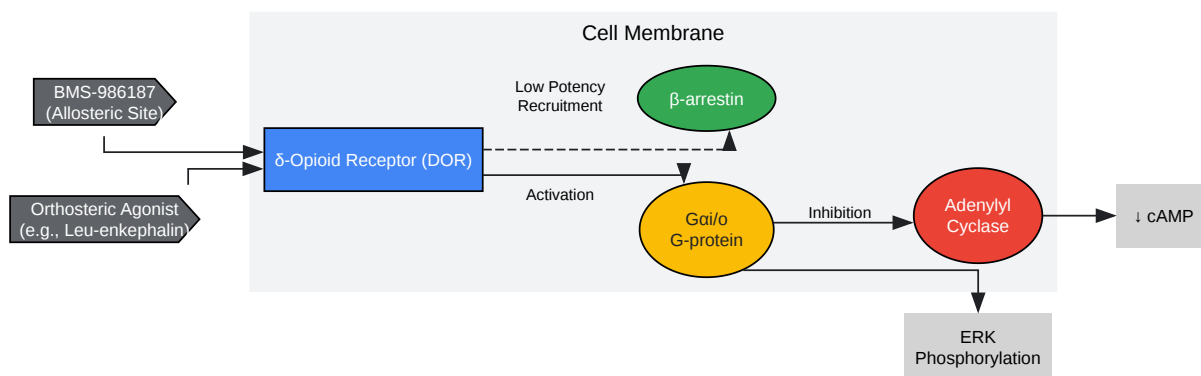 Cell Membrane
BMS-986187
(Allosteric Site)
Low Potency
Recruitment
β-arrestin
δ-Opioid Receptor (DOR)
Activation
Orthosteric Agonist
(e.g., Leu-enkephalin)
Gαi/o
G-protein
Inhibition
Adenylyl
Cyclase
↓ cAMP
ERK
Phosphorylation